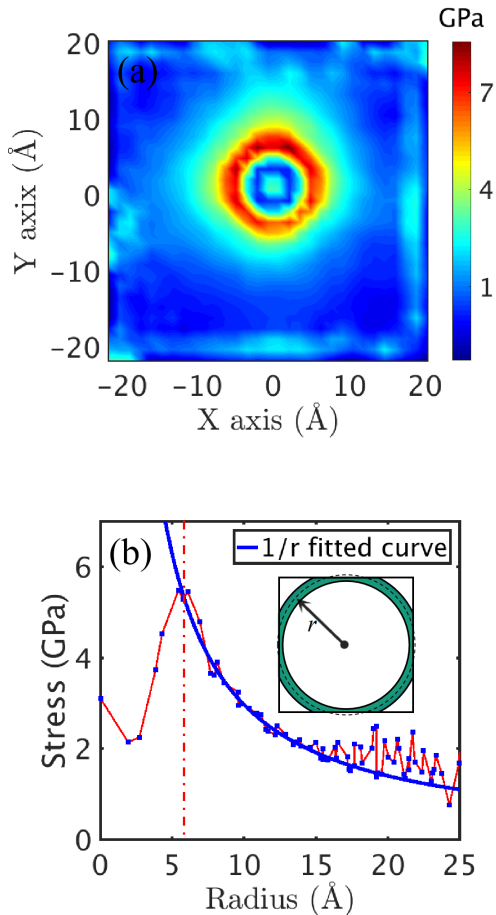 GPa
(a)
20
10
0
−10
−20
Y axix (Å)
7
4
1
−20
−10
0
10
20
X axis (Å)
(b)
1/r fitted curve
r
6
4
2
0
Stress (GPa)
0
5
10
15
20
25
Radius (Å)